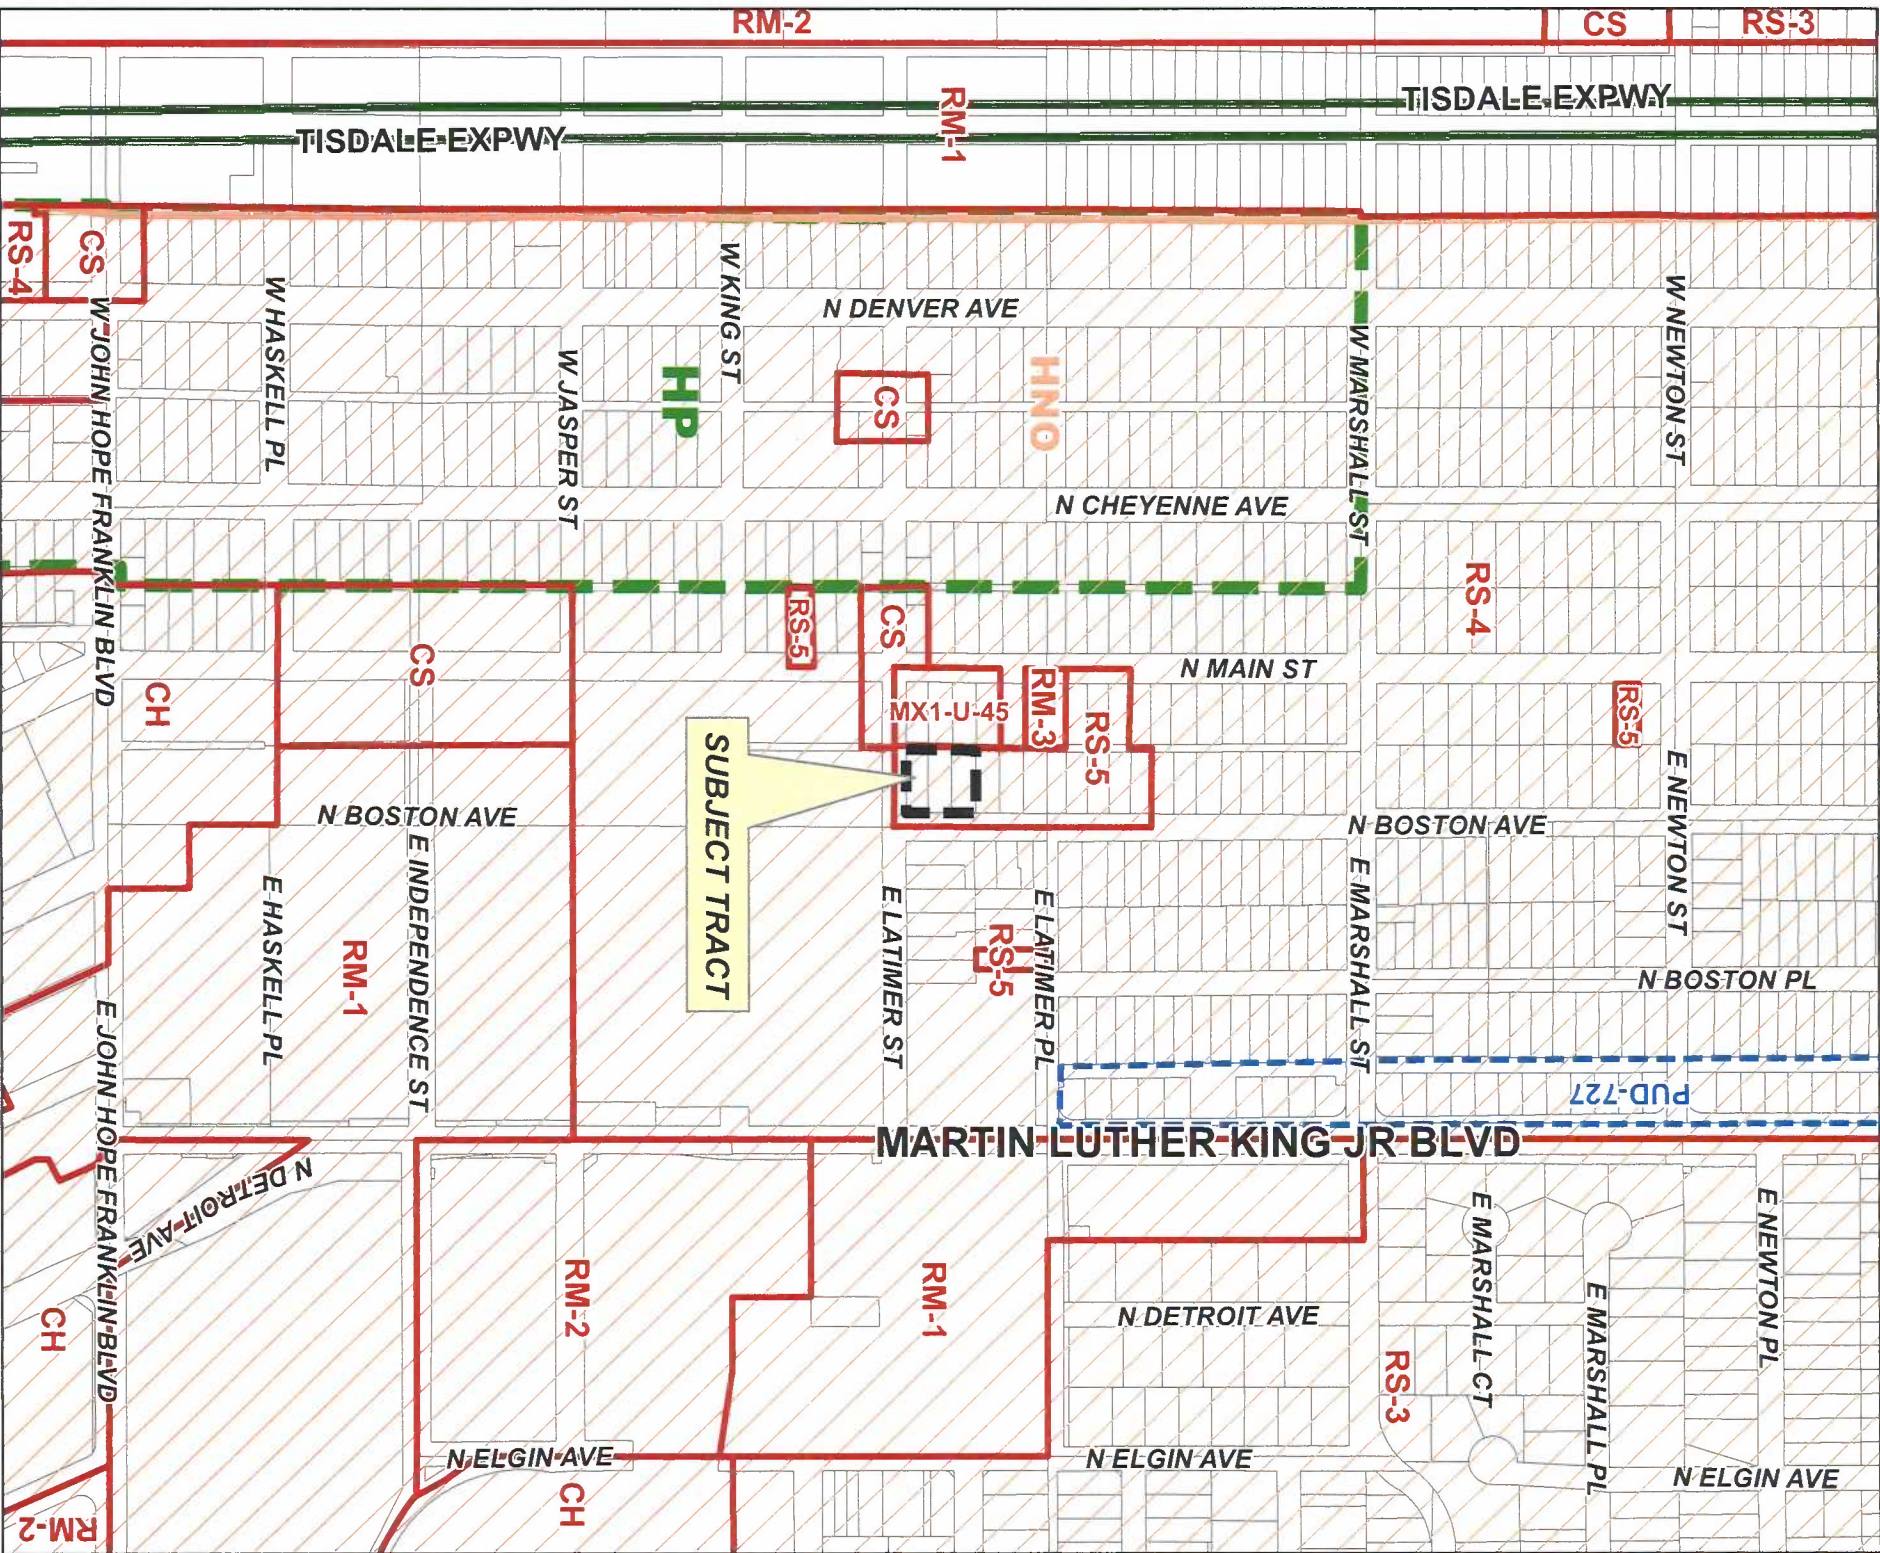 RM-2
CS
RS-3
TISDALE EXPWY
RM-1
TISDALE EXPWY
RS-4
CS
W KING ST
N DENVER AVE
W HASKELL PL
W NEWTON ST
W JOHN HOPE FRANKLIN BLVD
W JASPER ST
HP
CS
HNO
W MARSHALL ST
N CHEYENNE AVE
RS-4
RS-5
CS
CS
N MAIN ST
CH
MX1-U-45
RM-3
RS-5
RS-5
SUBJECT TRACT
N BOSTON AVE
N BOSTON AVE
E NEWTON ST
E INDEPENDENCE ST
E HASKELL PL
RM-1
E LATIMER ST
RS-5
E LATIMER PL
E MARSHALL ST
N BOSTON PL
E JOHN HOPE FRANKLIN BLVD
PUD-727
MARTIN LUTHER KING JR BLVD
N DETROIT AVE
E MARSHALL CT
E NEWTON PL
RM-2
RM-1
CH
N DETROIT AVE
E MARSHALL PL
RS-3
N ELGIN AVE
N ELGIN AVE
N ELGIN AVE
CH
RM-2